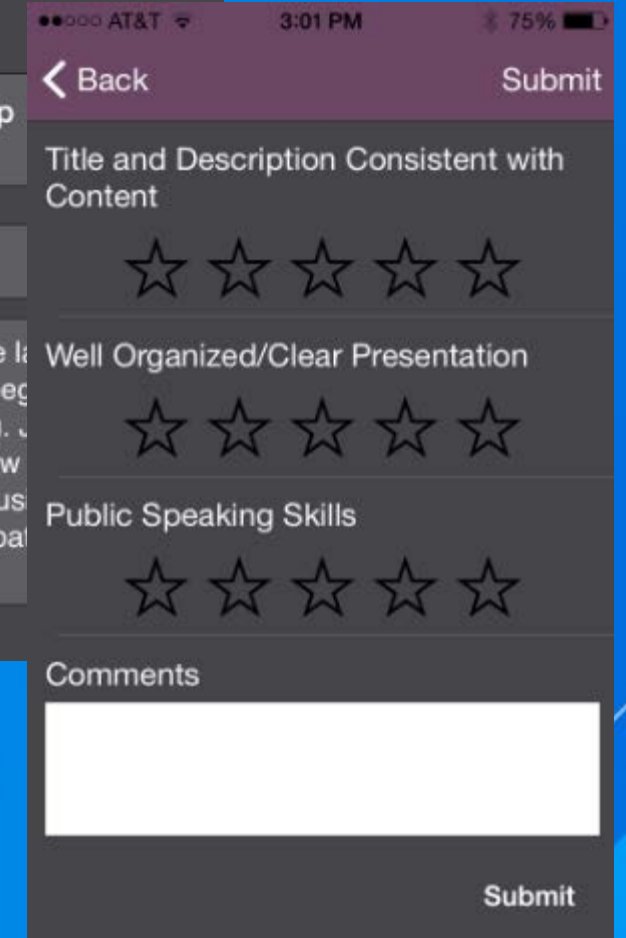 AT&T 3:01 PM 75%
Back Submit
Title and Description Consistent with
Content
Well Organized/Clear Presentation
Public Speaking Skills
Comments
Submit